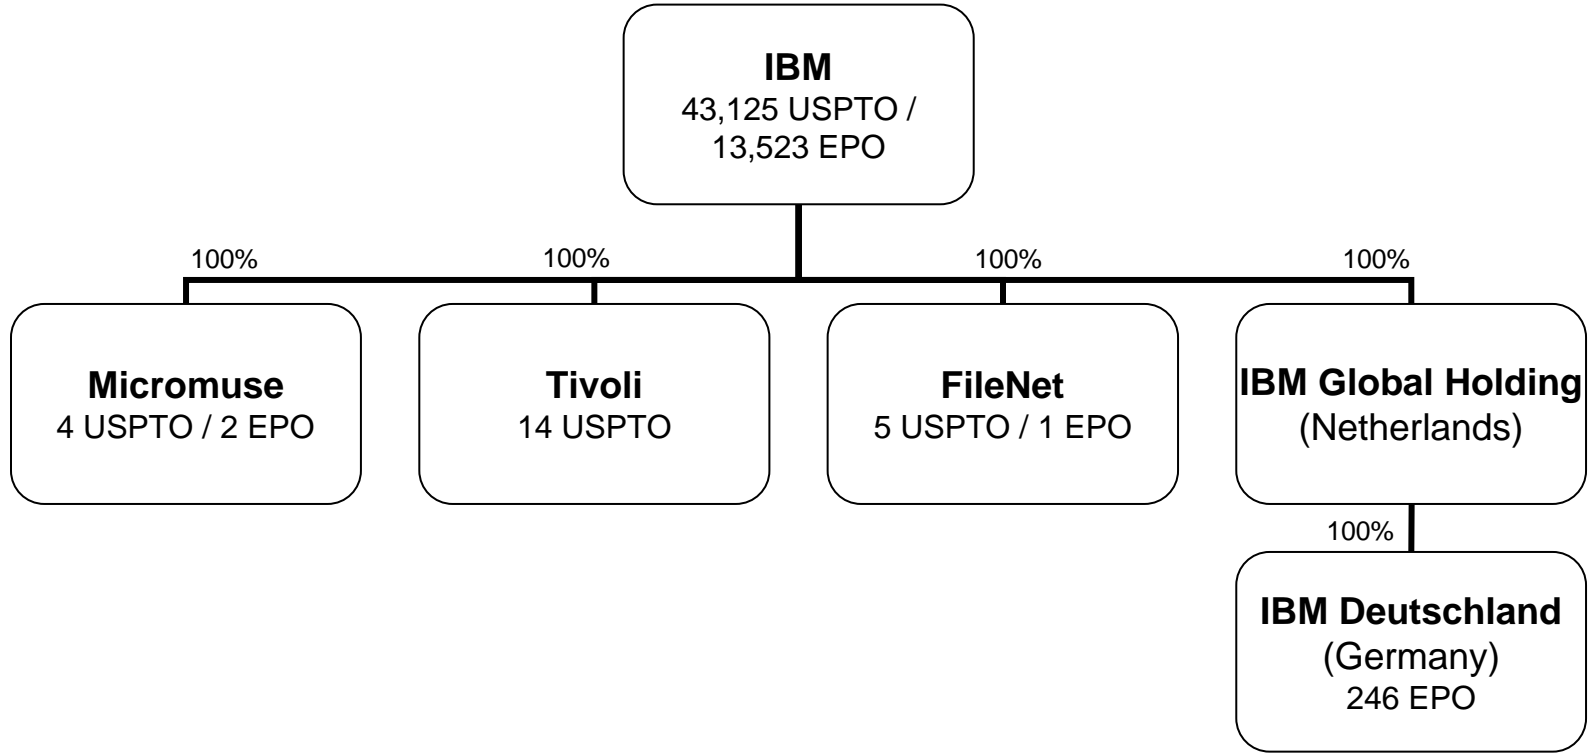 IBM
43,125 USPTO /
13,523 EPO
100%
100%
100%
100%
Micromuse
4 USPTO / 2 EPO
Tivoli
14 USPTO
FileNet
5 USPTO / 1 EPO
IBM Global Holding
(Netherlands)
100%
IBM Deutschland
(Germany)
246 EPO